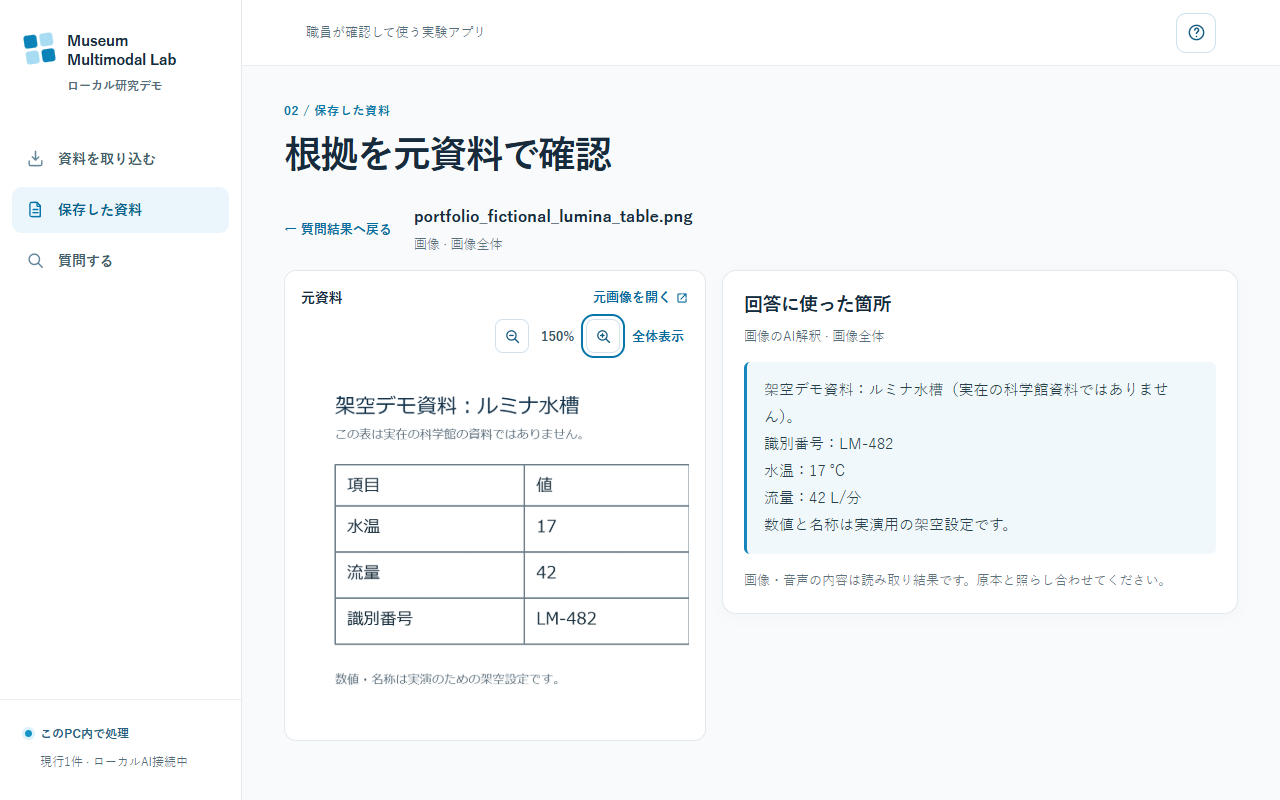 Museum
Multimodal Lab
ローカル研究デモ
資料を取り込む
保存した資料
質問する
このPC内で処理
現行1件 · ローカルAI接続中
職員が確認して使う実験アプリ
02 / 保存した資料
根拠を元資料で確認
← 質問結果へ戻る
portfolio_fictional_lumina_table.png
画像 · 画像全体
元資料
元画像を開く
150%
全体表示
架空デモ資料：ルミナ水槽
この表は実在の科学館の資料ではありません。
項目 値
水温 17
流量 42
識別番号 LM-482
数値・名称は実演のための架空設定です。
回答に使った箇所
画像のAI解釈 · 画像全体
架空デモ資料：ルミナ水槽（実在の科学館資料ではありませ
ん）。
識別番号：LM-482
水温：17 °C
流量：42 L/分
数値と名称は実演用の架空設定です。
画像・音声の内容は読み取り結果です。原本と照らし合わせてください。